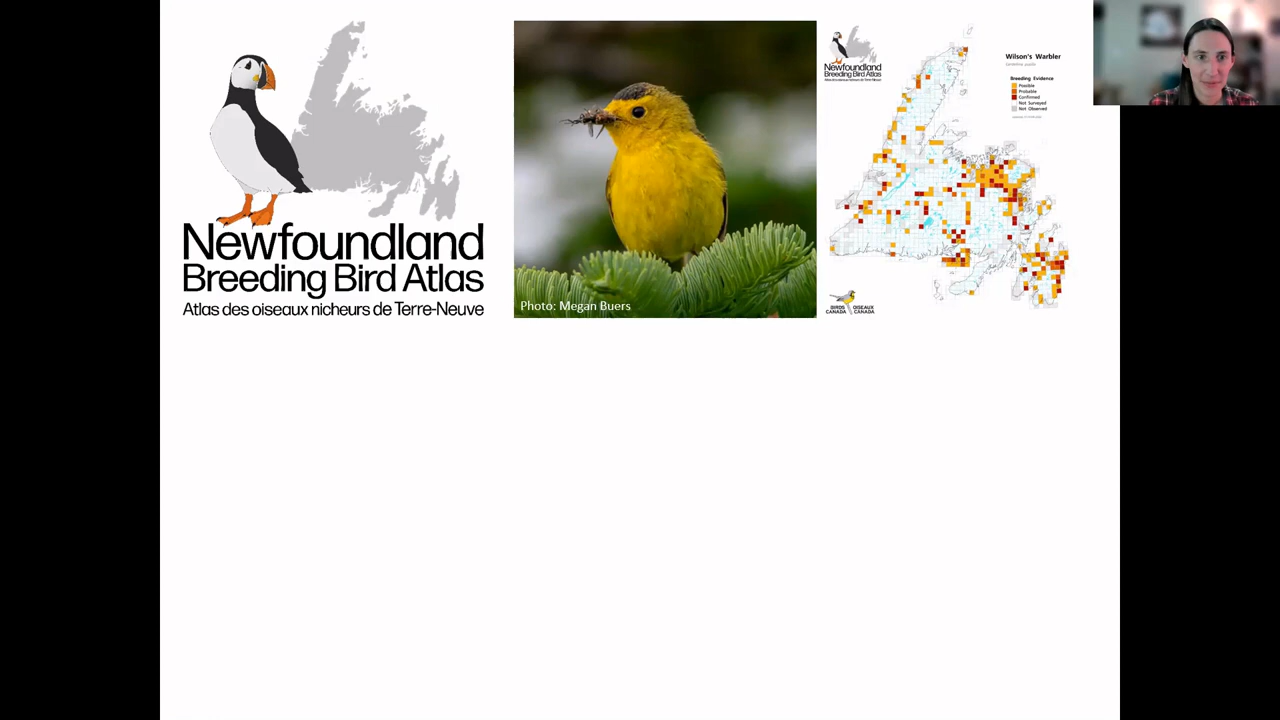 Newfoundland
Breeding Bird Atlas
Atlas des oiseaux nicheurs de Terre-Neuve
Photo: Megan Buers
Newfoundland
Breeding Bird Atlas
Wilson's Warbler
Breeding Evidence
Possible
Probable
Confirmed
Not Surveyed
Not Observed
BIRDS OISEAUX
CANADA CANADA